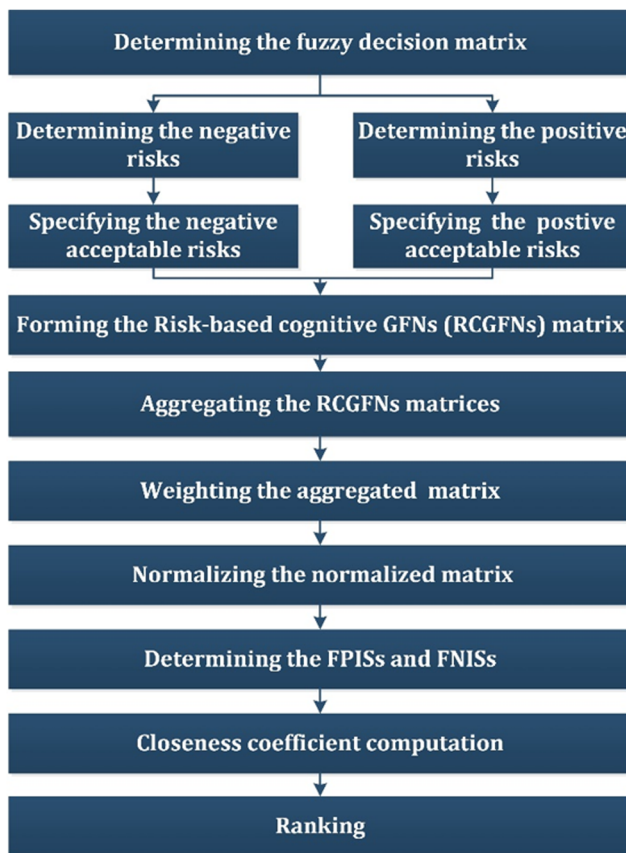 Determining the fuzzy decision matrix
Determining the negative
risks
Determining the positive
risks
Specifying the negative
acceptable risks
Specifying the postive
acceptable risks
Forming the Risk-based cognitive GFNs (RCGFNs) matrix
Aggregating the RCGFNs matrices
Weighting the aggregated matrix
Normalizing the normalized matrix
Determining the FPISs and FNISs
Closeness coefficient computation
Ranking